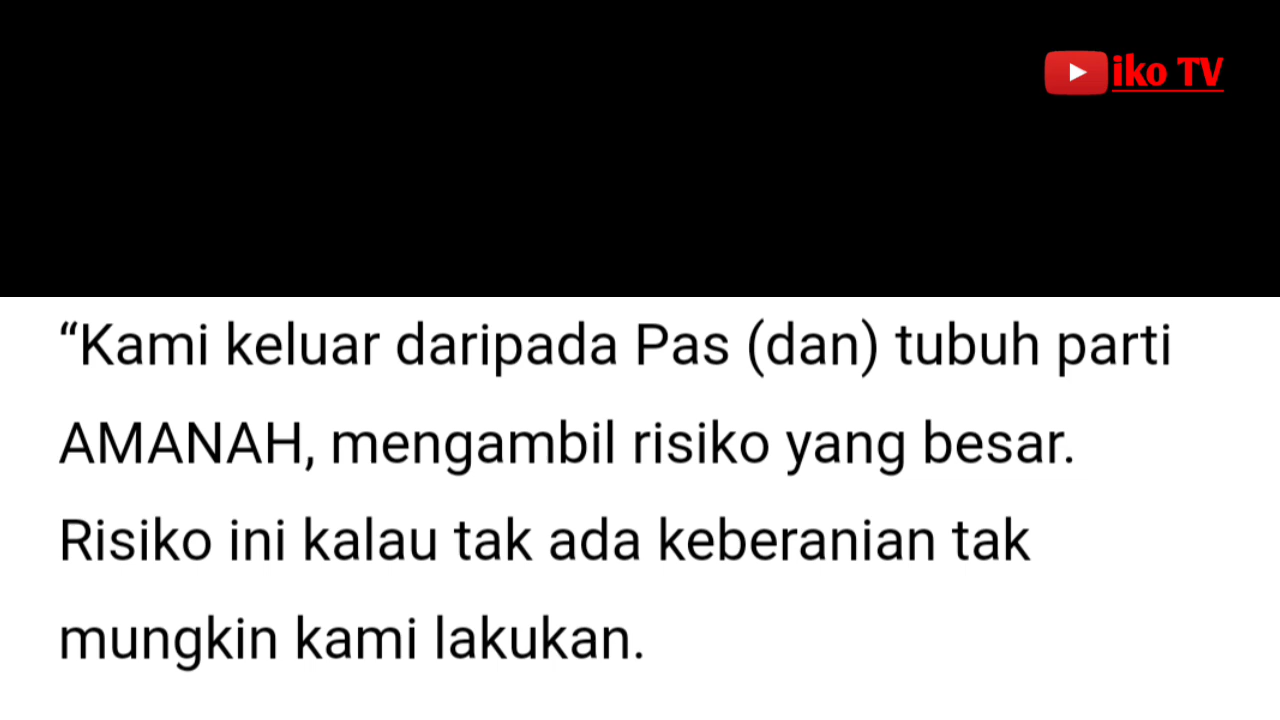 iko TV
“Kami keluar daripada Pas (dan) tubuh parti
AMANAH, mengambil risiko yang besar.
Risiko ini kalau tak ada keberanian tak
mungkin kami lakukan.